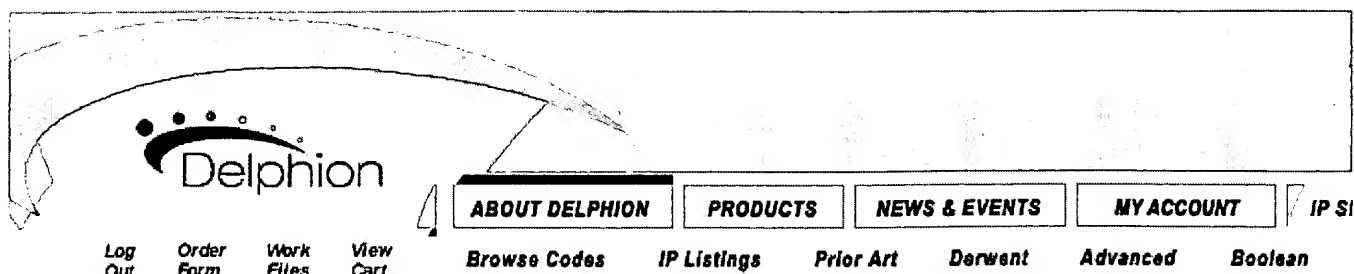 Delphion
ABOUT DELPHION PRODUCTS NEWS & EVENTS MY ACCOUNT IP
Log Out Order Form Work Files View Cart Browse Codes IP Listings Prior Art Derwent Advanced Boolean